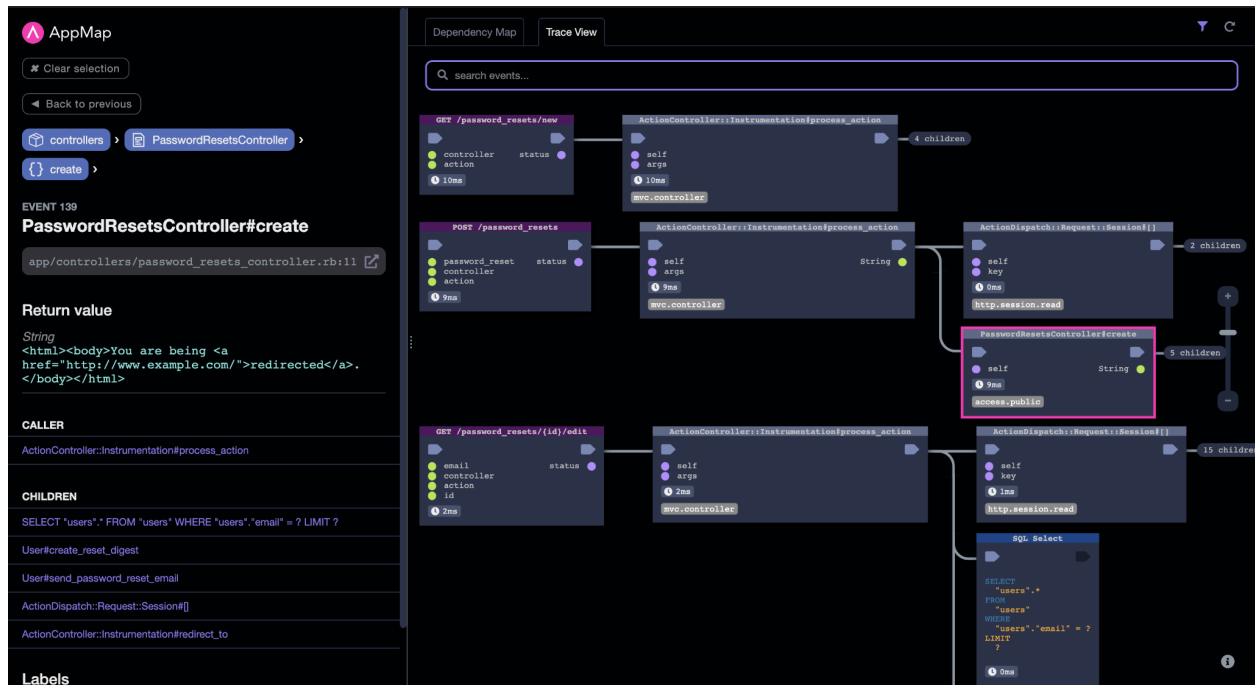 AppMap
✖ Clear selection
◀ Back to previous
controllers › PasswordResetsController ›
{} create ›
EVENT 139
PasswordResetsController#create
app/controllers/password_resets_controller.rb:11
Return value
String
<html><body>You are being <a
href="http://www.example.com/">redirected</a>.
</body></html>
CALLER
ActionController::Instrumentation#process_action
CHILDREN
SELECT "users".* FROM "users" WHERE "users"."email" = ? LIMIT ?
User#create_reset_digest
User#send_password_reset_email
ActionDispatch::Request::Session#[]
ActionController::Instrumentation#redirect_to
Labels
Dependency Map
Trace View
search events...
GET /password_resets/new
controller status
action
10ms
ActionController::Instrumentation#process_action
self
args
10ms
mvc.controller
4 children
POST /password_resets
password_reset status
controller
action
9ms
ActionController::Instrumentation#process_action
self String
args
9ms
mvc.controller
ActionDispatch::Request::Session#[]
self
key
0ms
http.session.read
2 children
PasswordResetsController#create
self String
9ms
access.public
5 children
+
-
GET /password_resets/{id}/edit
email status
controller
action
id
2ms
ActionController::Instrumentation#process_action
self
args
2ms
mvc.controller
ActionDispatch::Request::Session#[]
self
key
1ms
http.session.read
15 children
SQL Select
SELECT
"users".*
FROM
"users"
WHERE
"users"."email" = ?
LIMIT
?
0ms